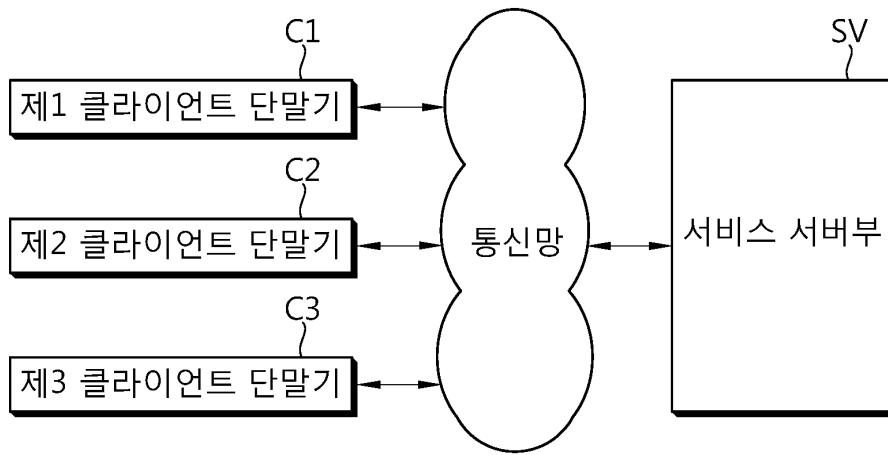 C1
제1 클라이언트 단말기
C2
제2 클라이언트 단말기
C3
제3 클라이언트 단말기
통신망
SV
서비스 서버부